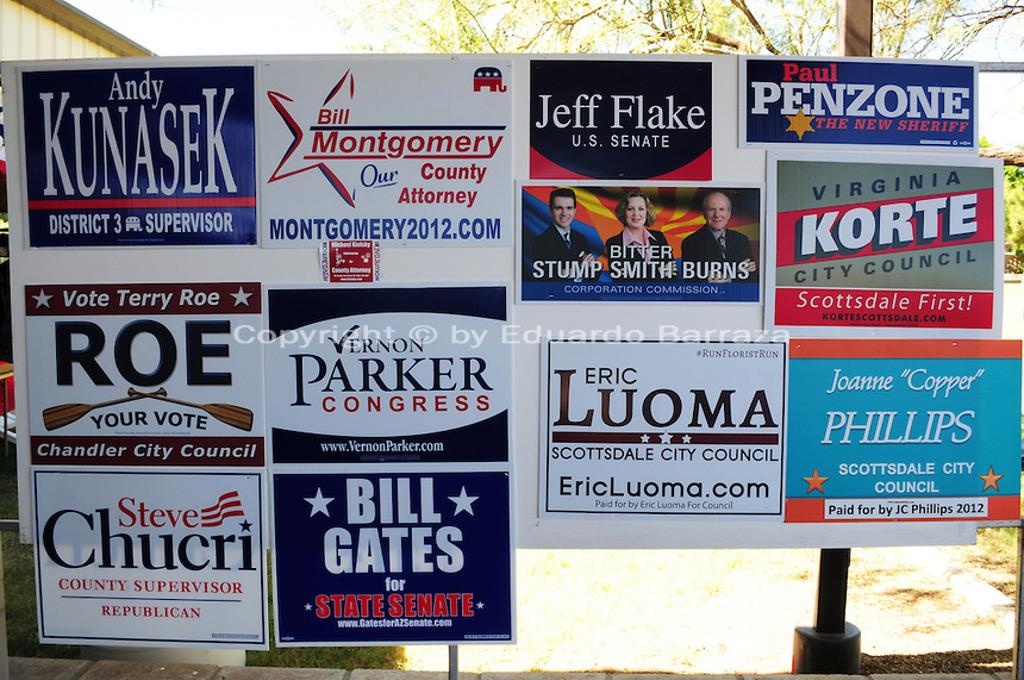 Andy
KUNASEK
DISTRICT 3 SUPERVISOR
Bill
Montgomery
Our County
Attorney
MONTGOMERY2012.COM
Jeff Flake
U.S. SENATE
Paul
PENZONE
THE NEW SHERIFF
BITTER
STUMP SMITH BURNS
CORPORATION COMMISSION
VIRGINIA
KORTE
CITY COUNCIL
Scottsdale First!
KORTESCOTTSDALE.COM
County Attorney
Vote Terry Roe
ROE
YOUR VOTE
Chandler City Council
VERNON
PARKER
CONGRESS
www.VernonParker.com
Copyright © by Eduardo Barraza
#RUNFLORISTRUN
ERIC
LUOMA
SCOTTSDALE CITY COUNCIL
ERICLUOMA.COM
Paid for by Eric Luoma For Council
Joanne "Copper"
PHILLIPS
SCOTTSDALE CITY
COUNCIL
Paid for by JC Phillips 2012
Steve
Chucri
COUNTY SUPERVISOR
REPUBLICAN
BILL
GATES
for
STATE SENATE
www.GatesforAZSenate.com